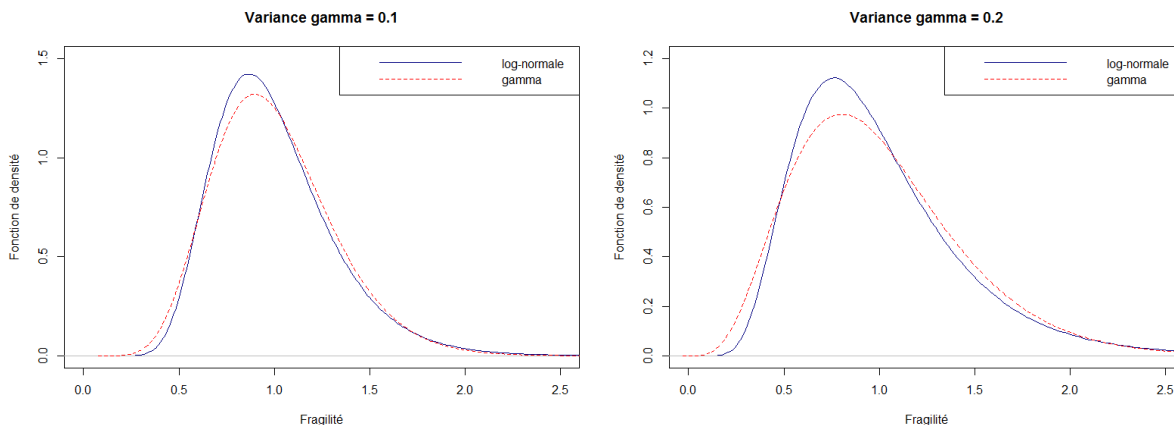 Variance gamma = 0.1
log-normale
gamma
Fonction de densité
1.5
1.0
0.5
0.0
0.0 0.5 1.0 1.5 2.0 2.5
Fragilité
Variance gamma = 0.2
log-normale
gamma
Fonction de densité
1.2
1.0
0.8
0.6
0.4
0.2
0.0
0.0 0.5 1.0 1.5 2.0 2.5
Fragilité